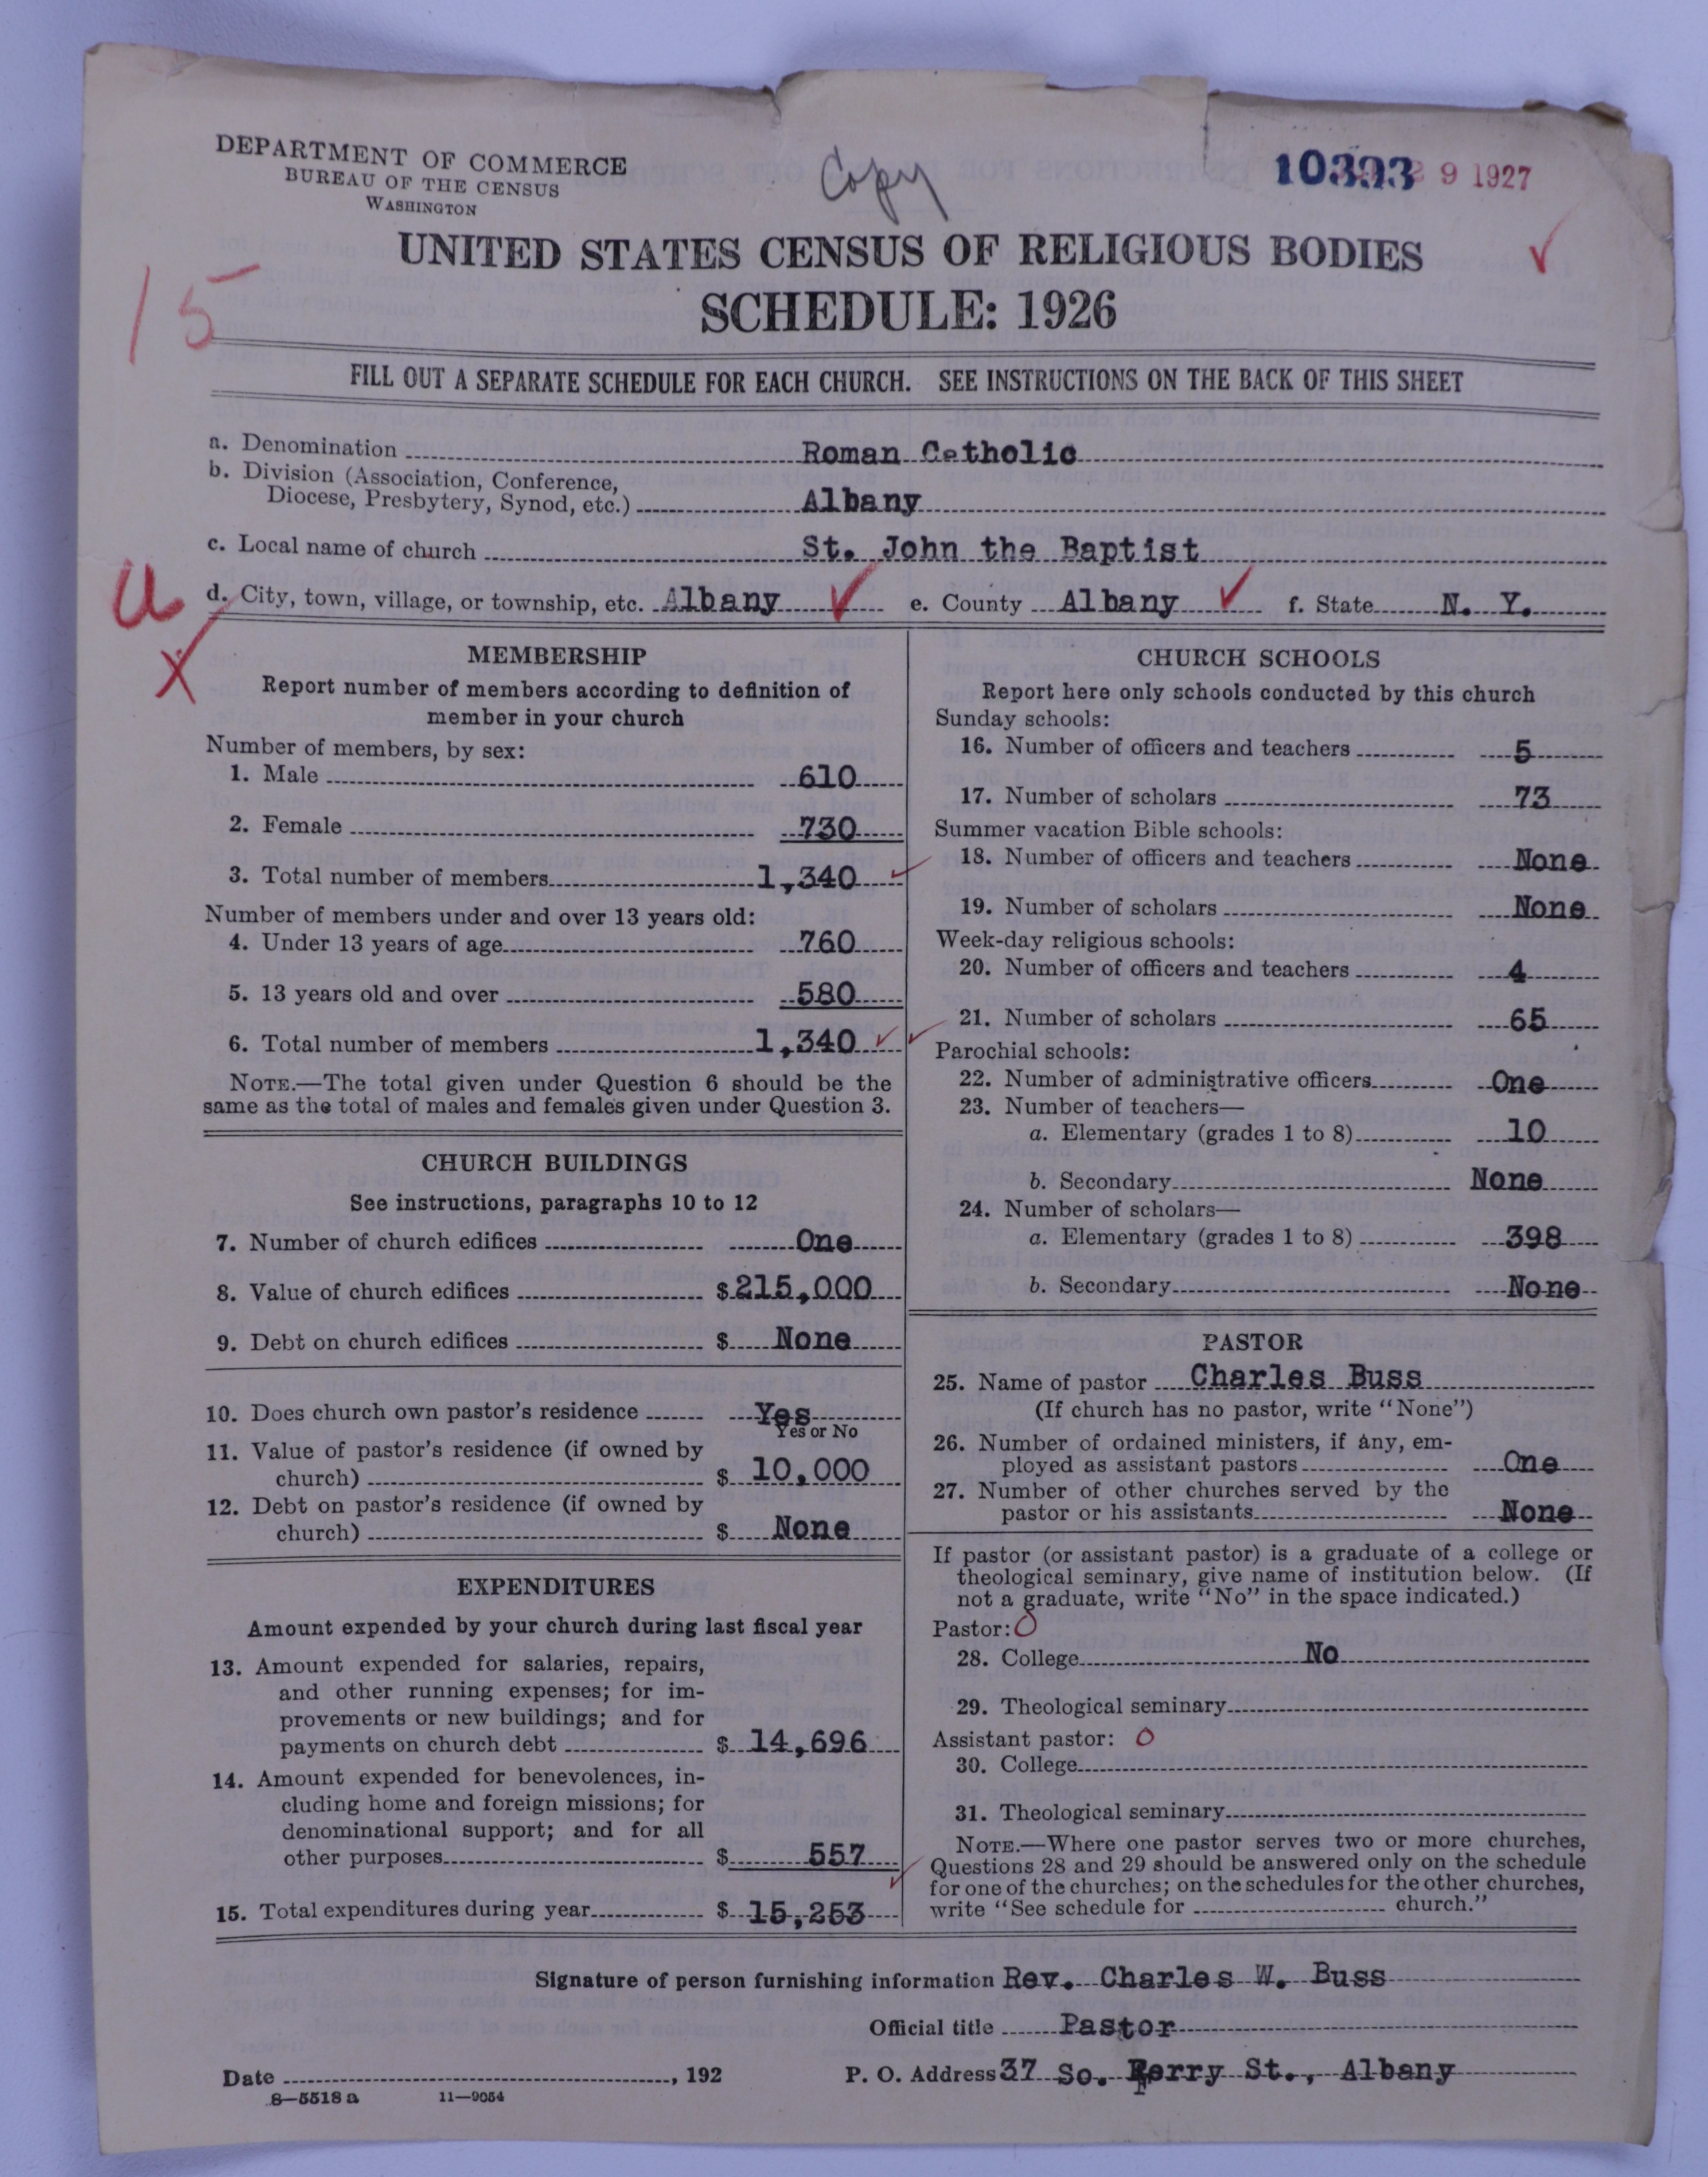 DEPARTMENT OF COMMERCE
BUREAU OF THE CENSUS
WASHINGTON
Copy
10393 9 1927
UNITED STATES CENSUS OF RELIGIOUS BODIES
15
SCHEDULE: 1926
FILL OUT A SEPARATE SCHEDULE FOR EACH CHURCH. SEE INSTRUCTIONS ON THE BACK OF THIS SHEET
a. Denomination Roman Catholic
b. Division (Association, Conference,
Diocese, Presbytery, Synod, etc.) Albany
c. Local name of church St. John the Baptist
d. City, town, village, or township, etc. Albany e. County Albany f. State N. Y.
U
X
MEMBERSHIP
Report number of members according to definition of
member in your church
Number of members, by sex:
1. Male 610
2. Female 730
3. Total number of members 1,340
Number of members under and over 13 years old:
4. Under 13 years of age 760
5. 13 years old and over 580
6. Total number of members 1,340
NOTE.—The total given under Question 6 should be the
same as the total of males and females given under Question 3.
CHURCH BUILDINGS
See instructions, paragraphs 10 to 12
7. Number of church edifices One
8. Value of church edifices $215,000
9. Debt on church edifices $ None
10. Does church own pastor's residence Yes
Yes or No
11. Value of pastor's residence (if owned by
church) $ 10,000
12. Debt on pastor's residence (if owned by
church) $ None
EXPENDITURES
Amount expended by your church during last fiscal year
13. Amount expended for salaries, repairs,
and other running expenses; for im-
provements or new buildings; and for
payments on church debt $ 14,696
14. Amount expended for benevolences, in-
cluding home and foreign missions; for
denominational support; and for all
other purposes $ 557
15. Total expenditures during year $ 15,253
CHURCH SCHOOLS
Report here only schools conducted by this church
Sunday schools:
16. Number of officers and teachers 5
17. Number of scholars 73
Summer vacation Bible schools:
18. Number of officers and teachers None
19. Number of scholars None
Week-day religious schools:
20. Number of officers and teachers 4
21. Number of scholars 65
Parochial schools:
22. Number of administrative officers One
23. Number of teachers—
a. Elementary (grades 1 to 8) 10
b. Secondary None
24. Number of scholars—
a. Elementary (grades 1 to 8) 398
b. Secondary None
PASTOR
25. Name of pastor Charles Buss
(If church has no pastor, write "None")
26. Number of ordained ministers, if any, em-
ployed as assistant pastors One
27. Number of other churches served by the
pastor or his assistants None
If pastor (or assistant pastor) is a graduate of a college or
theological seminary, give name of institution below. (If
not a graduate, write "No" in the space indicated.)
Pastor: 0
28. College No
29. Theological seminary
Assistant pastor: 0
30. College
31. Theological seminary
NOTE.—Where one pastor serves two or more churches,
Questions 28 and 29 should be answered only on the schedule
for one of the churches; on the schedules for the other churches,
write "See schedule for church."
Signature of person furnishing information Rev. Charles W. Buss
Official title Pastor
Date , 192 P. O. Address 37 So. Ferry St., Albany
8—5518 a 11—9054